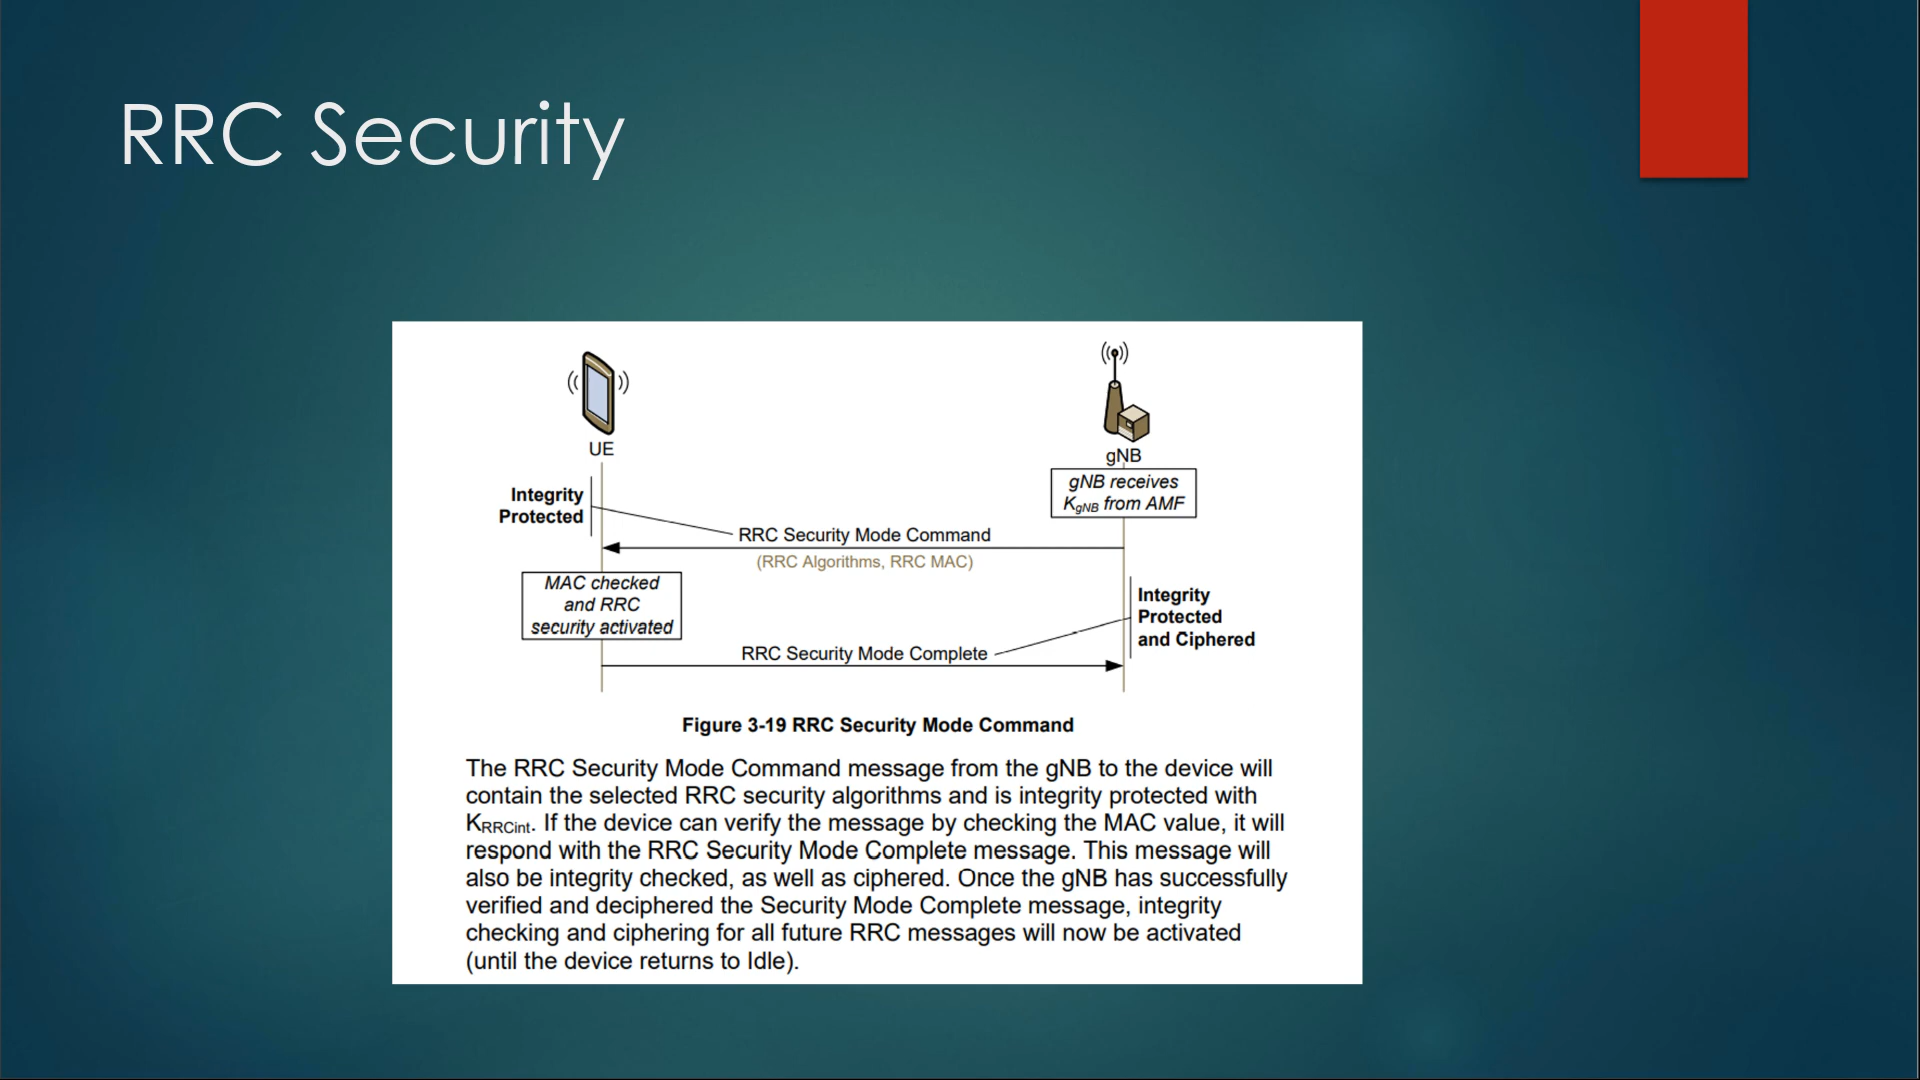 RRC Security
UE
gNB
gNB receives
KgNB from AMF
Integrity
Protected
RRC Security Mode Command
(RRC Algorithms, RRC MAC)
MAC checked
and RRC
security activated
Integrity
Protected
and Ciphered
RRC Security Mode Complete
Figure 3-19 RRC Security Mode Command
The RRC Security Mode Command message from the gNB to the device will
contain the selected RRC security algorithms and is integrity protected with
KRRCint. If the device can verify the message by checking the MAC value, it will
respond with the RRC Security Mode Complete message. This message will
also be integrity checked, as well as ciphered. Once the gNB has successfully
verified and deciphered the Security Mode Complete message, integrity
checking and ciphering for all future RRC messages will now be activated
(until the device returns to Idle).